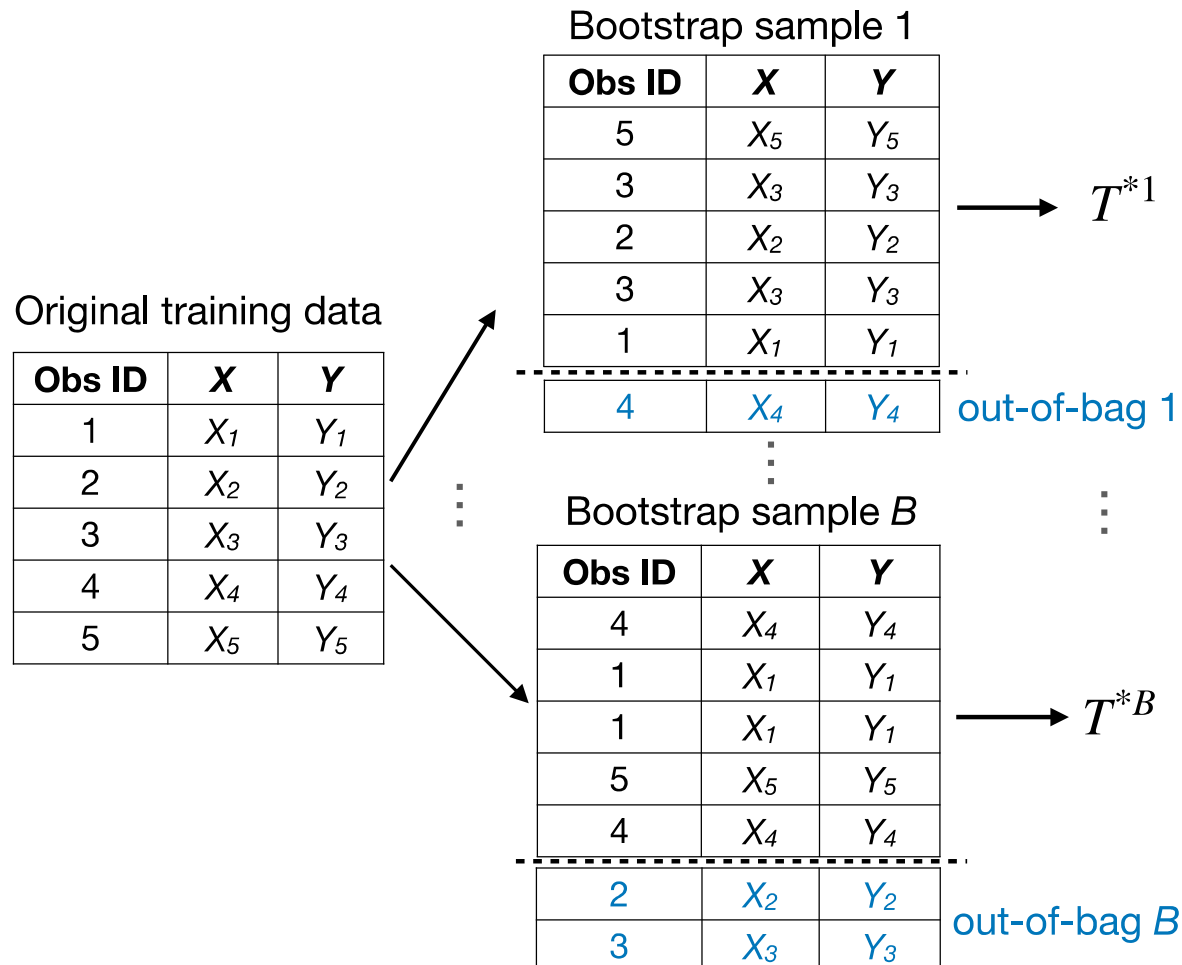 Bootstrap sample 1
Obs ID X Y
5 X₅ Y₅
3 X₃ Y₃
2 X₂ Y₂
3 X₃ Y₃
1 X₁ Y₁
4 X₄ Y₄
out-of-bag 1
T*¹
Original training data
Obs ID X Y
1 X₁ Y₁
2 X₂ Y₂
3 X₃ Y₃
4 X₄ Y₄
5 X₅ Y₅
Bootstrap sample B
Obs ID X Y
4 X₄ Y₄
1 X₁ Y₁
1 X₁ Y₁
5 X₅ Y₅
4 X₄ Y₄
2 X₂ Y₂
3 X₃ Y₃
out-of-bag B
T*ᴮ